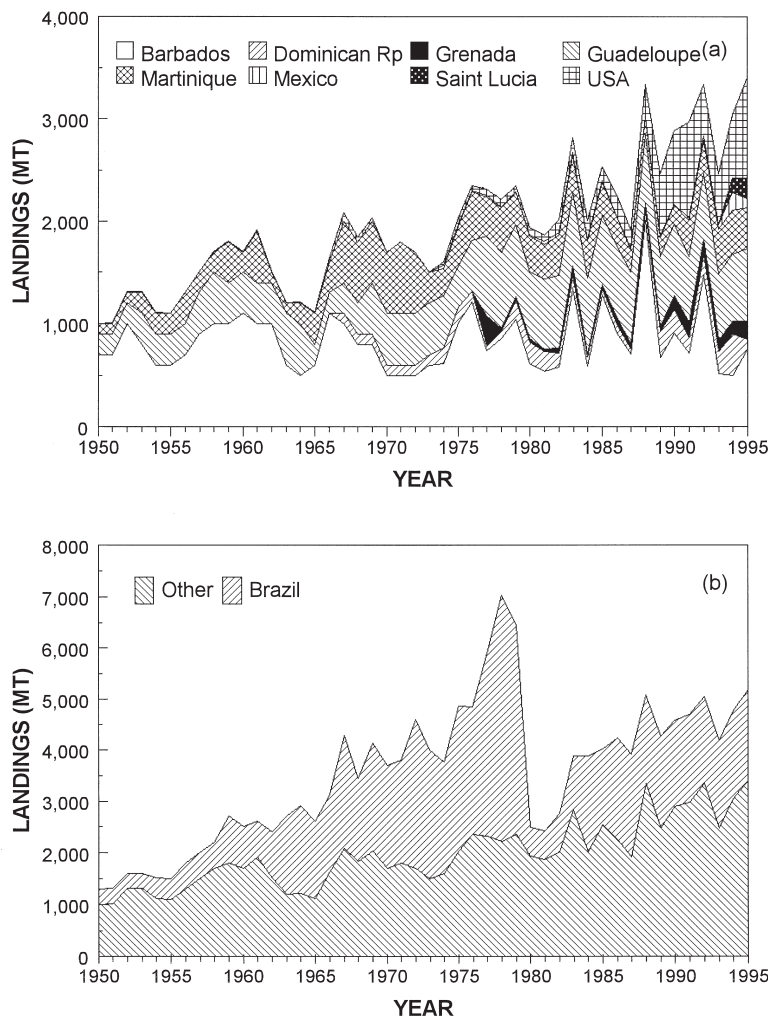 4,000
Barbados Dominican Rp Grenada Guadeloupe (a)
Martinique Mexico Saint Lucia USA
3,000
LANDINGS (MT)
2,000
1,000
0
1950 1955 1960 1965 1970 1975 1980 1985 1990 1995
YEAR
8,000
Other Brazil (b)
7,000
6,000
5,000
LANDINGS (MT)
4,000
3,000
2,000
1,000
0
1950 1955 1960 1965 1970 1975 1980 1985 1990 1995
YEAR